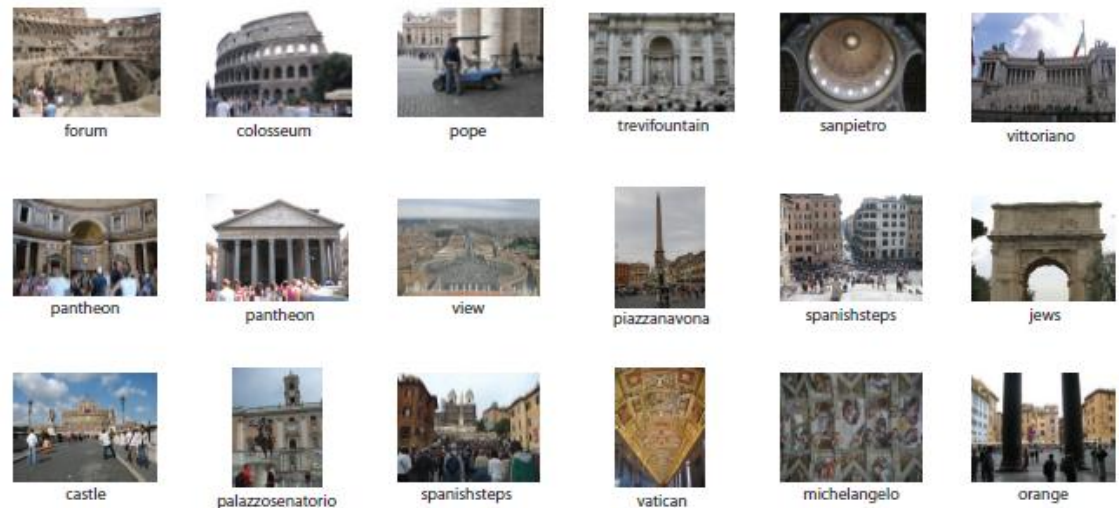 forum
colosseum
pope
trevifountain
sanpietro
vittoriano
pantheon
pantheon
view
piazzanavona
spanishsteps
jews
castle
palazzosenatorio
spanishsteps
vatican
michelangelo
orange